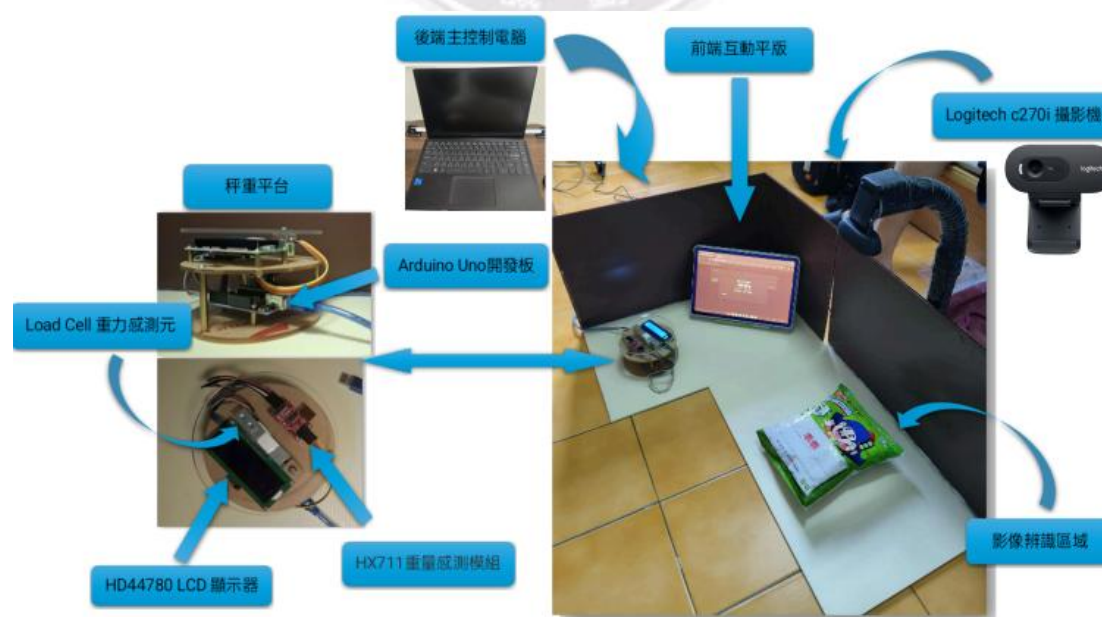 後端主控制電腦
前端互動平版
Logitech c270i 攝影機
logitech
秤重平台
Arduino Uno開發板
Load Cell 重力感測元
HX711重量感測模組
HD44780 LCD 顯示器
影像辨識區域